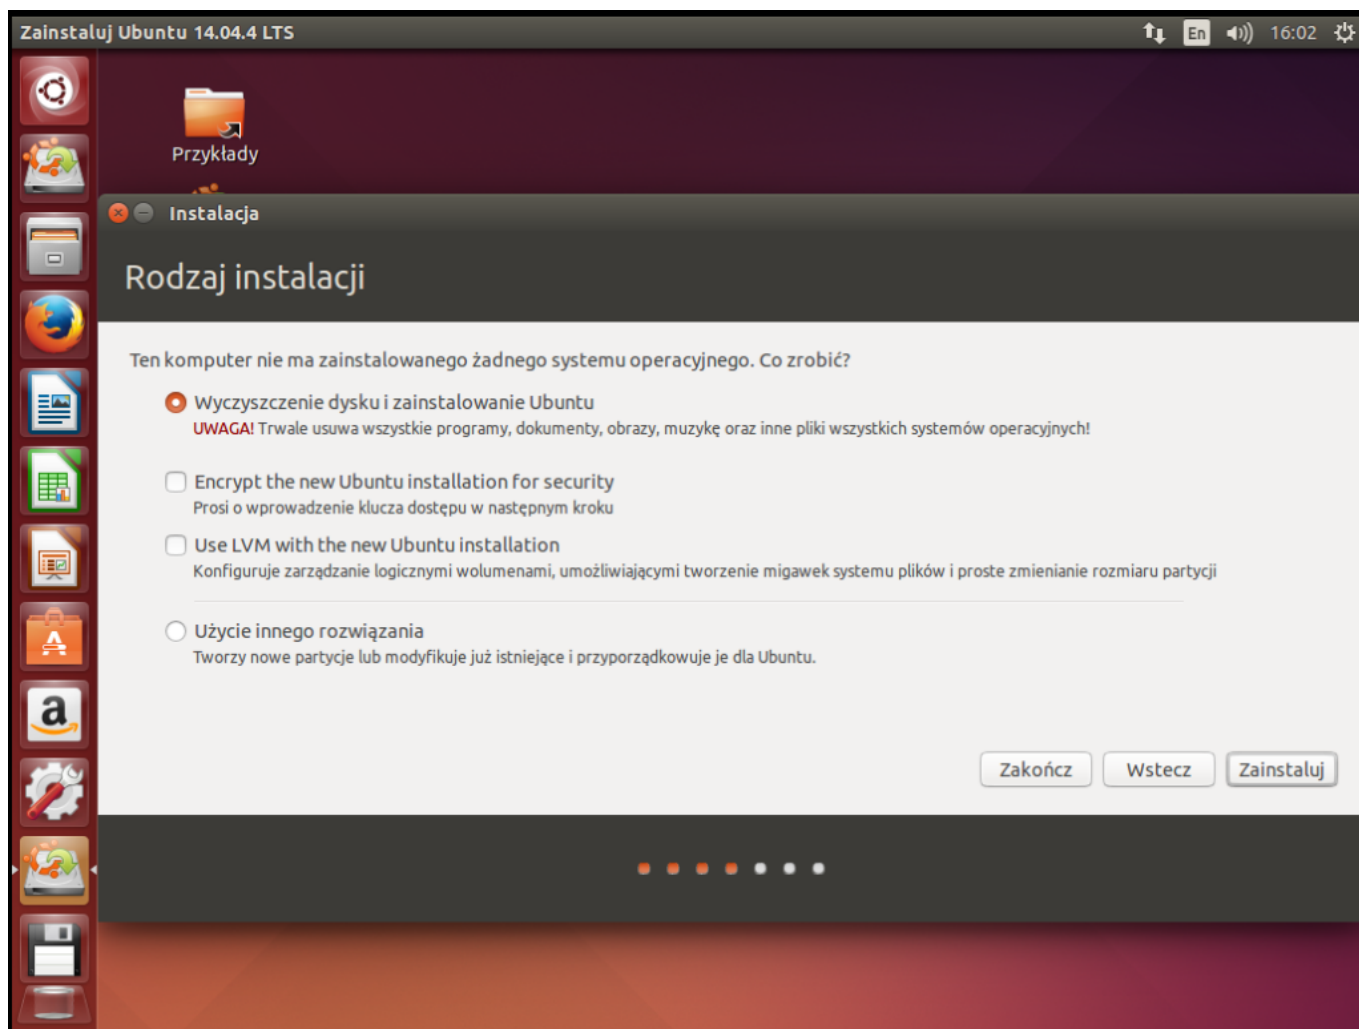 Zainstaluj Ubuntu 14.04.4 LTS
En 16:02
Przykłady
Instalacja
Rodzaj instalacji
Ten komputer nie ma zainstalowanego żadnego systemu operacyjnego. Co zrobić?
Wyczyszczenie dysku i zainstalowanie Ubuntu
UWAGA! Trwale usuwa wszystkie programy, dokumenty, obrazy, muzykę oraz inne pliki wszystkich systemów operacyjnych!
Encrypt the new Ubuntu installation for security
Prosi o wprowadzenie klucza dostępu w następnym kroku
Use LVM with the new Ubuntu installation
Konfiguruje zarządzanie logicznymi wolumenami, umożliwiającymi tworzenie migawek systemu plików i proste zmienianie rozmiaru partycji
Użycie innego rozwiązania
Tworzy nowe partycje lub modyfikuje już istniejące i przyporządkowuje je dla Ubuntu.
a
Zakończ Wstecz Zainstaluj